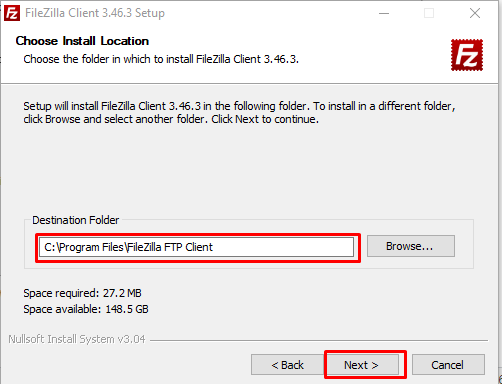 FileZilla Client 3.46.3 Setup
Choose Install Location
Choose the folder in which to install FileZilla Client 3.46.3.
Fz
Setup will install FileZilla Client 3.46.3 in the following folder. To install in a different folder,
click Browse and select another folder. Click Next to continue.
Destination Folder
C:\Program Files\FileZilla FTP Client
Browse...
Space required: 27.2 MB
Space available: 148.5 GB
Nullsoft Install System v3.04
< Back
Next >
Cancel